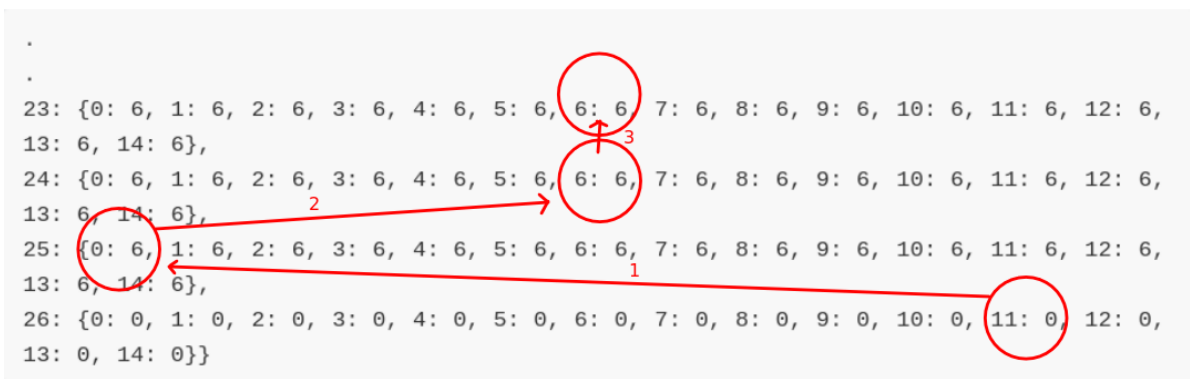 .
.
23: {0: 6, 1: 6, 2: 6, 3: 6, 4: 6, 5: 6, 6: 6, 7: 6, 8: 6, 9: 6, 10: 6, 11: 6, 12: 6,
3
13: 6, 14: 6},
24: {0: 6, 1: 6, 2: 6, 3: 6, 4: 6, 5: 6, 6: 6, 7: 6, 8: 6, 9: 6, 10: 6, 11: 6, 12: 6,
2
13: 6, 14: 6},
25: {0: 6, 1: 6, 2: 6, 3: 6, 4: 6, 5: 6, 6: 6, 7: 6, 8: 6, 9: 6, 10: 6, 11: 6, 12: 6,
1
13: 6, 14: 6},
26: {0: 0, 1: 0, 2: 0, 3: 0, 4: 0, 5: 0, 6: 0, 7: 0, 8: 0, 9: 0, 10: 0, 11: 0, 12: 0,
13: 0, 14: 0}}